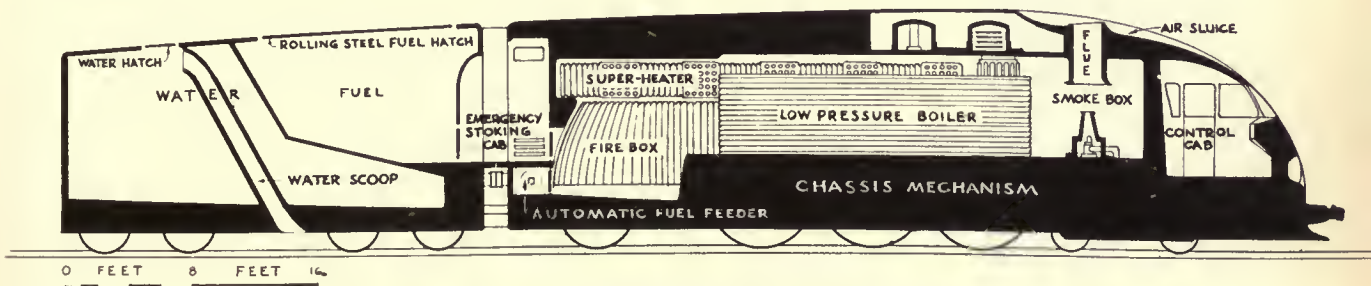 WATER HATCH
ROLLING STEEL FUEL HATCH
WATER
FUEL
WATER SCOOP
EMERGENCY
STOKING
CAB
AUTOMATIC FUEL FEEDER
SUPER-HEATER
FIRE BOX
LOW PRESSURE BOILER
CHASSIS MECHANISM
FLUE
SMOKE BOX
AIR SLUICE
CONTROL
CAB
0 FEET 8 FEET 16